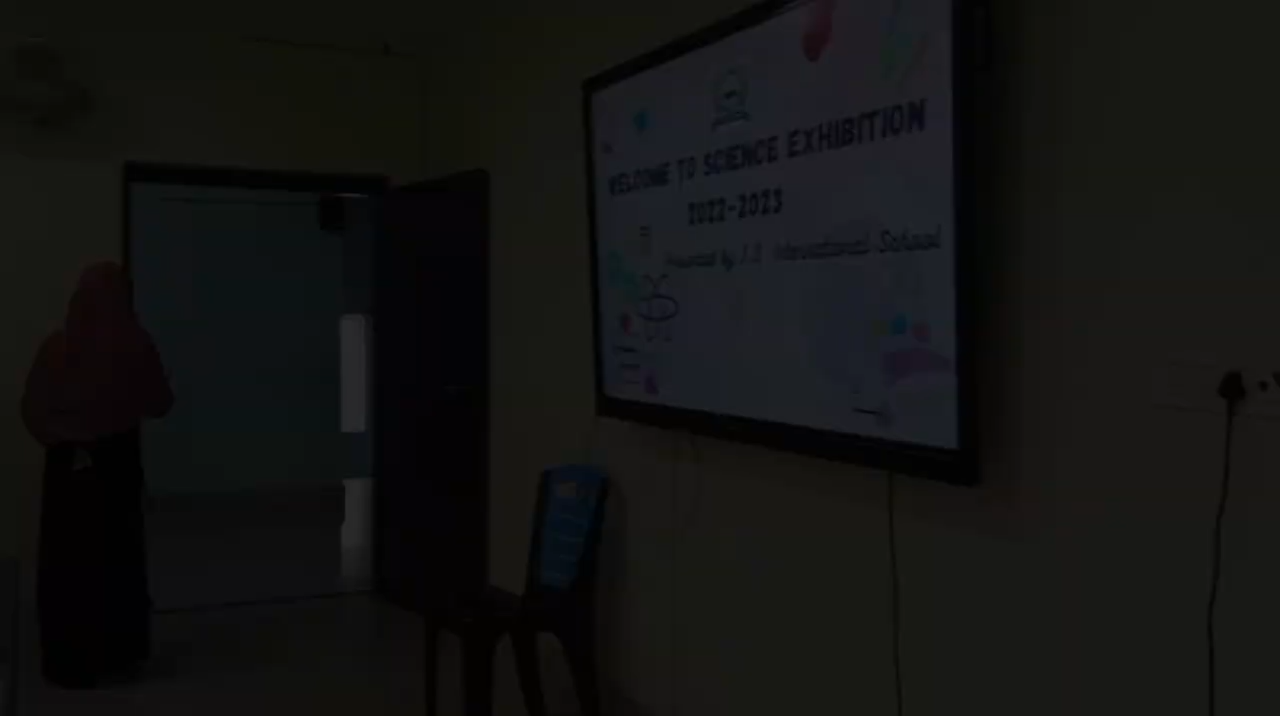 WELCOME TO SCIENCE EXHIBITION
2022-2023
Presented by International School